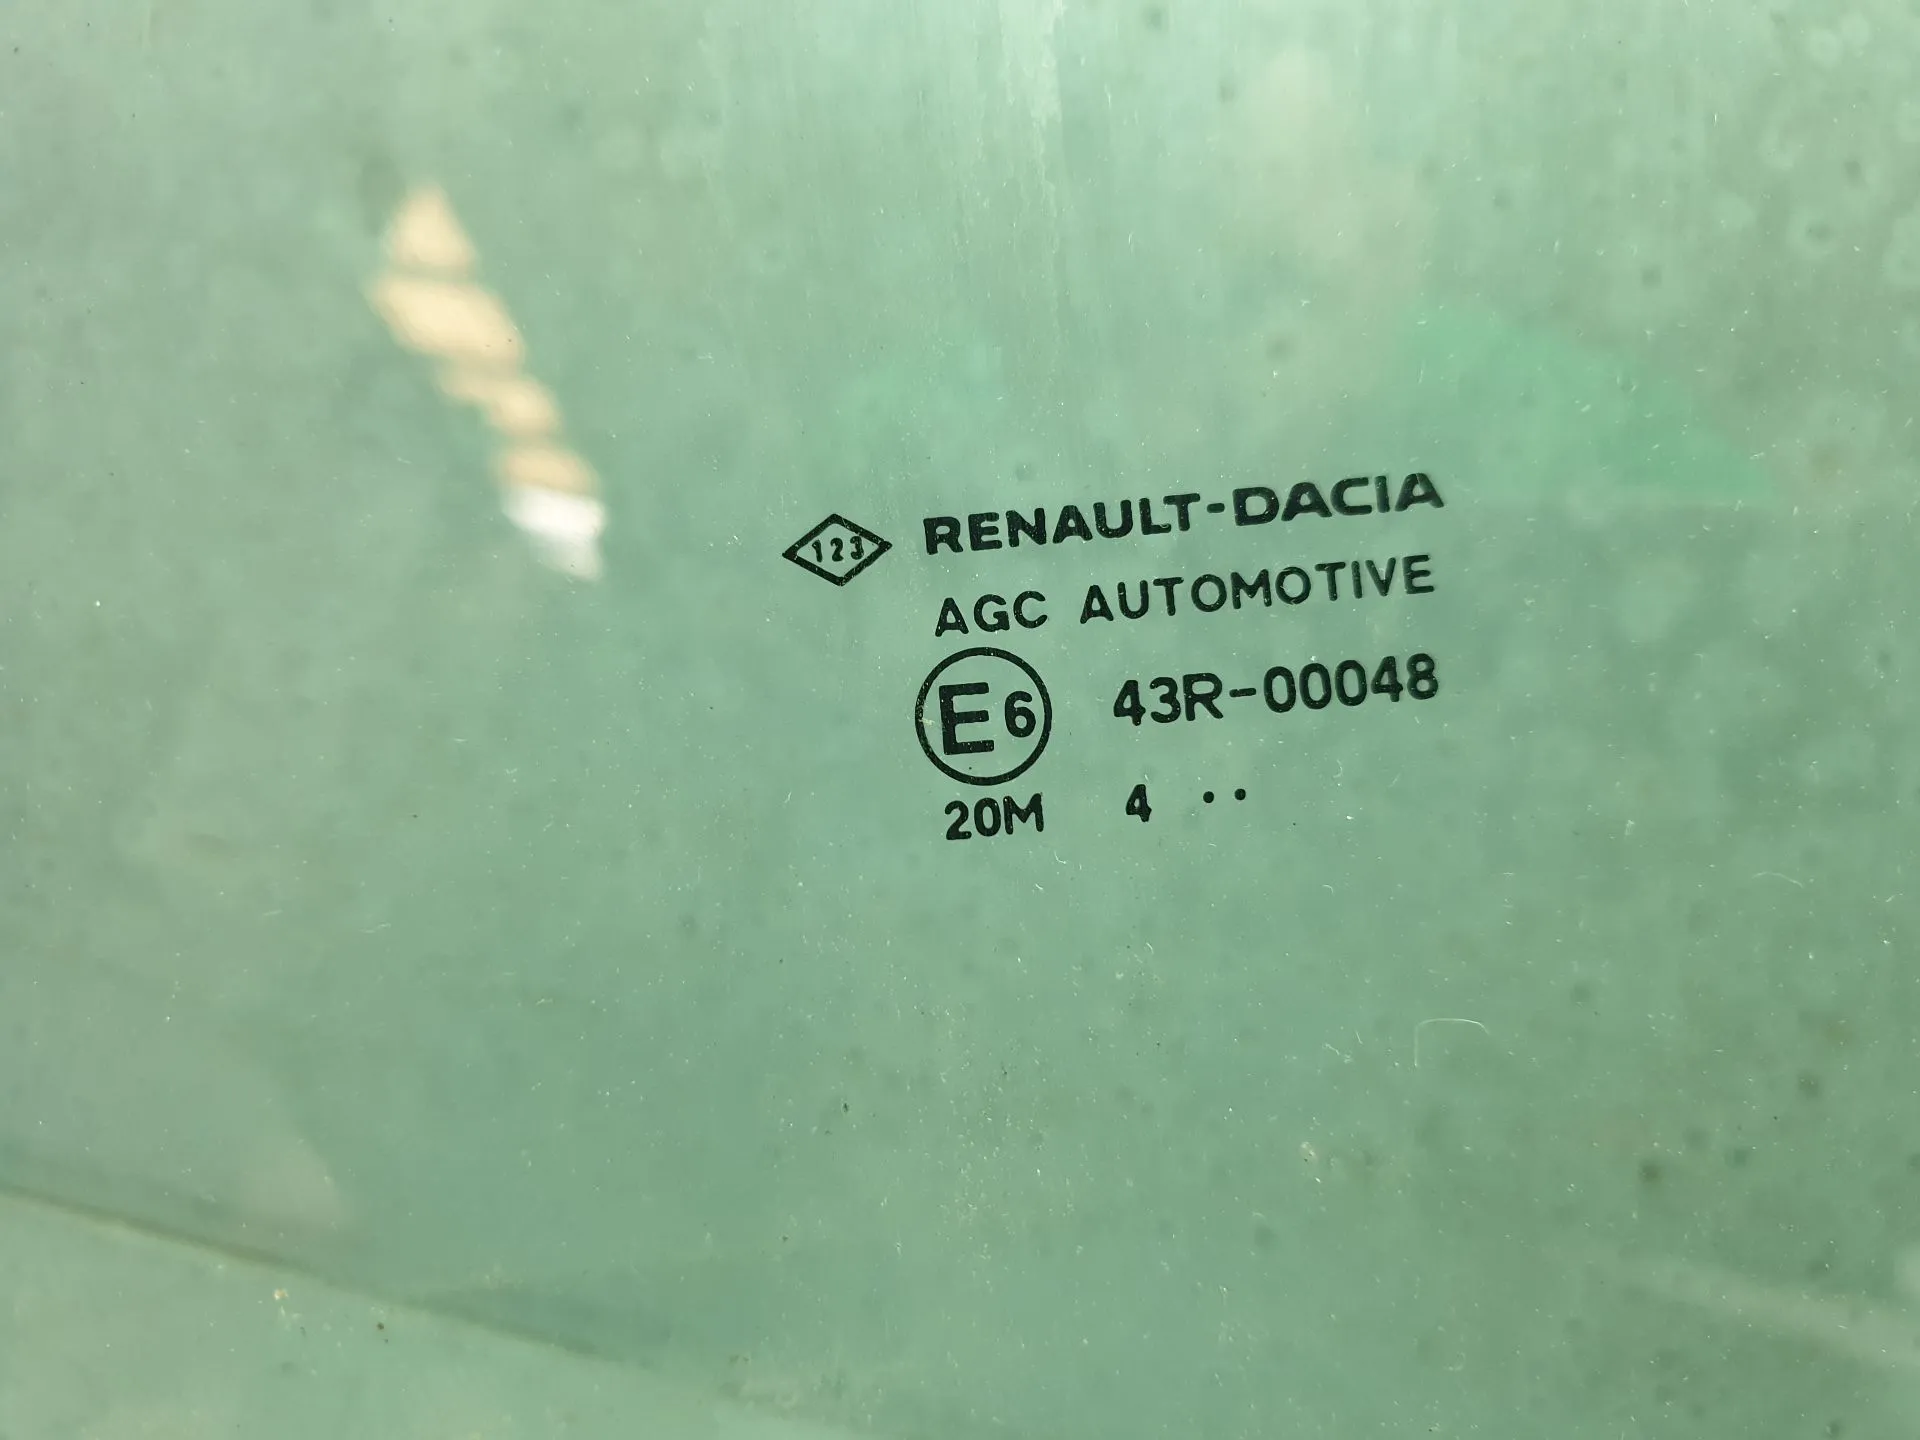 123 RENAULT-DACIA
AGC AUTOMOTIVE
E6 43R-00048
20M 4 ..